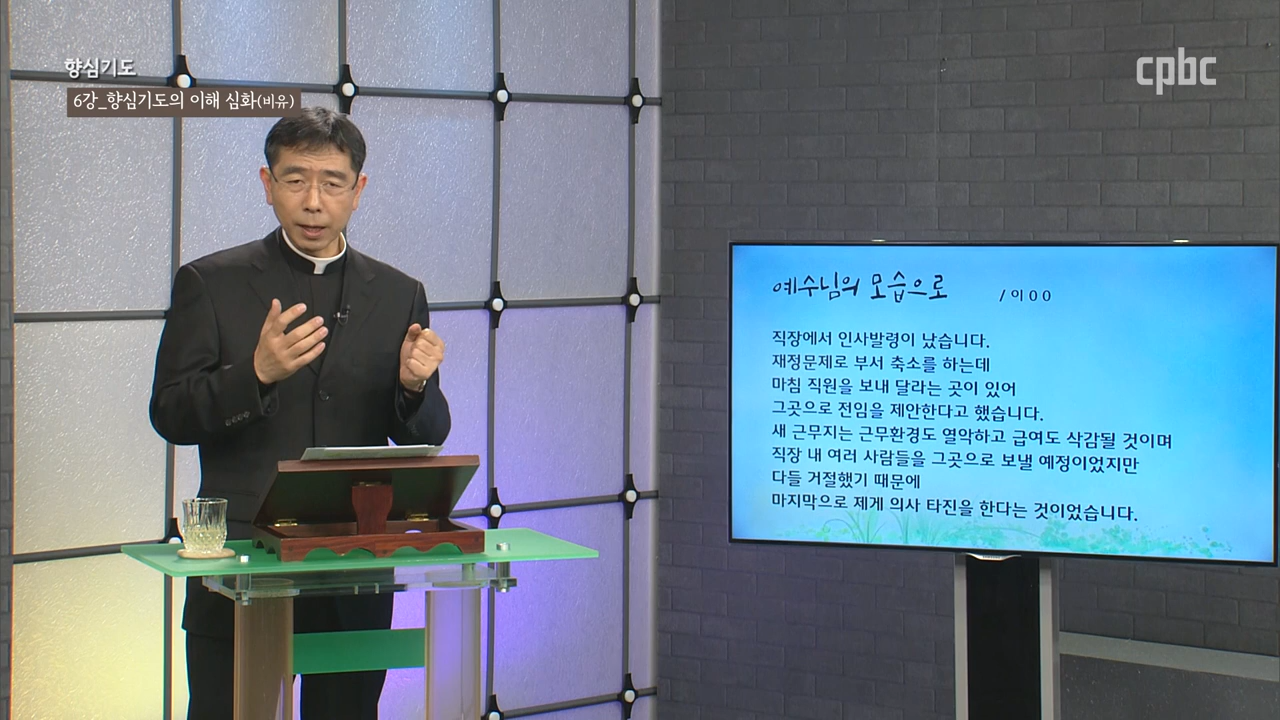 향심기도
6강_향심기도의 이해 심화(비유)
cpbc
예수님의 모습으로 / 이 O O
직장에서 인사발령이 났습니다.
재정문제로 부서 축소를 하는데
마침 직원을 보내 달라는 곳이 있어
그곳으로 전임을 제안한다고 했습니다.
새 근무지는 근무환경도 열악하고 급여도 삭감될 것이며
직장 내 여러 사람들을 그곳으로 보낼 예정이었지만
다들 거절했기 때문에
마지막으로 제게 의사 타진을 한다는 것이었습니다.